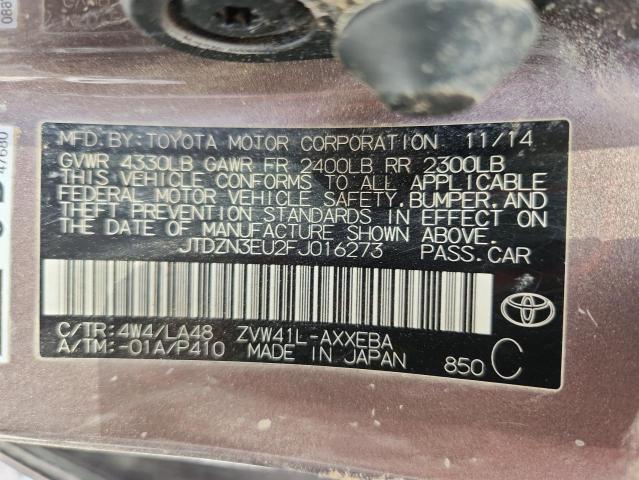 MFD. BY: TOYOTA MOTOR CORPORATION 11/14
GVWR 4330LB GAWR FR 2400LB RR 2300LB
THIS VEHICLE CONFORMS TO ALL APPLICABLE
FEDERAL MOTOR VEHICLE SAFETY, BUMPER, AND
THEFT PREVENTION STANDARDS IN EFFECT ON
THE DATE OF MANUFACTURE SHOWN ABOVE.
JTDZN3EU2FJ016273 PASS. CAR
C/TR: 4W4/LA48 ZVW41L-AXXEBA
A/TM: -01A/P410 MADE IN JAPAN 850 C
47680